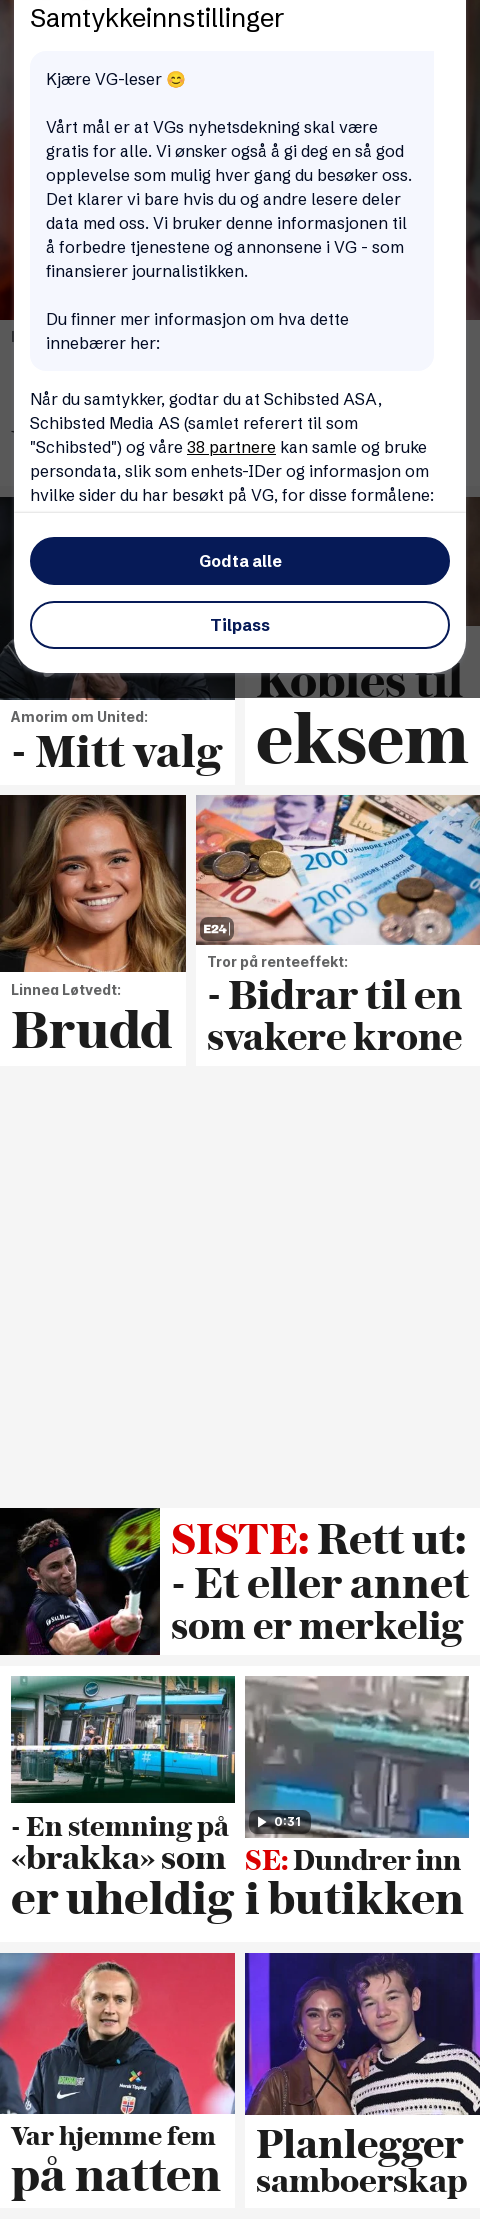 Samtykkeinnstillinger
Kjære VG-leser 😊
Vårt mål er at VGs nyhetsdekning skal være
gratis for alle. Vi ønsker også å gi deg en så god
opplevelse som mulig hver gang du besøker oss.
Det klarer vi bare hvis du og andre lesere deler
data med oss. Vi bruker denne informasjonen til
å forbedre tjenestene og annonsene i VG - som
finansierer journalistikken.
Du finner mer informasjon om hva dette
innebærer her:
Når du samtykker, godtar du at Schibsted ASA,
Schibsted Media AS (samlet referert til som
"Schibsted") og våre 38 partnere kan samle og bruke
persondata, slik som enhets-IDer og informasjon om
hvilke sider du har besøkt på VG, for disse formålene:
Godta alle
Tilpass
Amorim om United:
- Mitt valg
Kobles til
eksem
Linnea Løtvedt:
Brudd
E24
Tror på renteeffekt:
- Bidrar til en
svakere krone
SISTE: Rett ut:
- Et eller annet
som er merkelig
- En stemning på
«brakka» som
er uheldig
0:31
SE: Dundrer inn
i butikken
Var hjemme fem
på natten
Planlegger
samboerskap